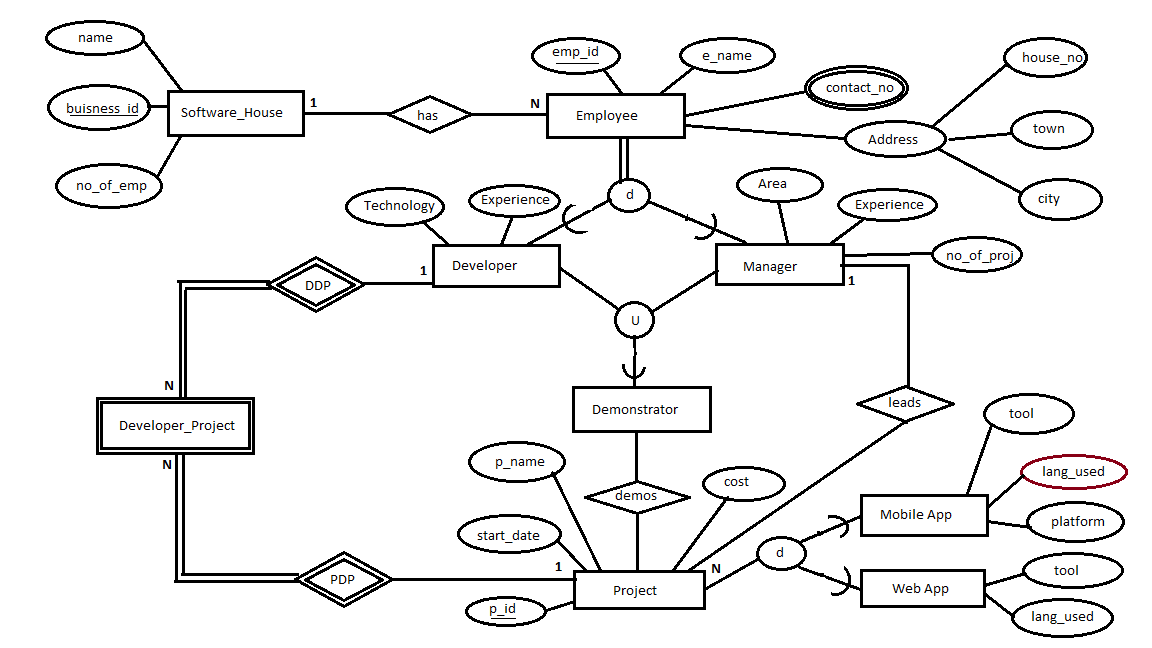 name
emp_id
e_name
house_no
buisness_id
Software_House
1
has
N
Employee
contact_no
Address
town
no_of_emp
city
Technology
Experience
d
Area
Experience
DDP
1
Developer
Manager
1
no_of_proj
U
N
Developer_Project
N
Demonstrator
leads
tool
p_name
demos
cost
lang_used
start_date
Mobile App
platform
PDP
1
Project
N
d
tool
Web App
p_id
lang_used